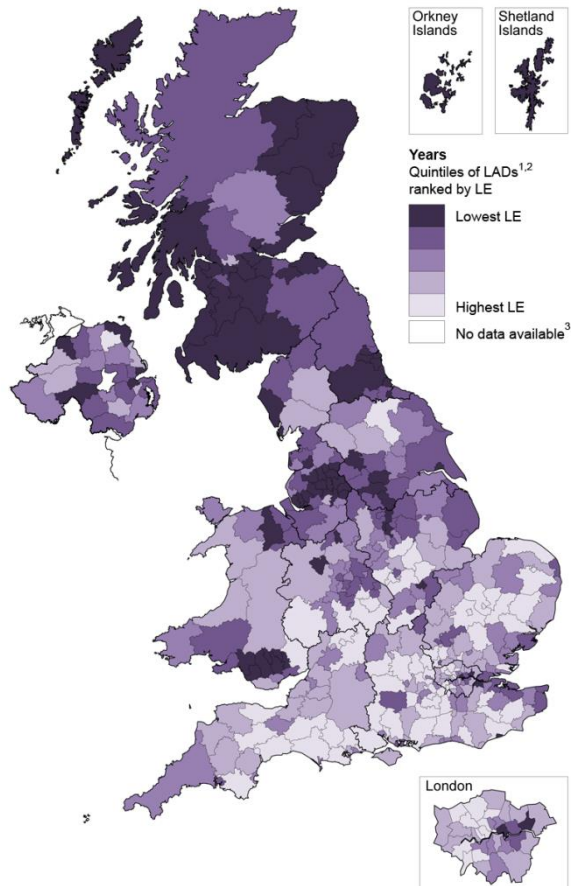 Orkney
Islands
Shetland
Islands
Years
Quintiles of LADs1,2
ranked by LE
Lowest LE
Highest LE
No data available3
London